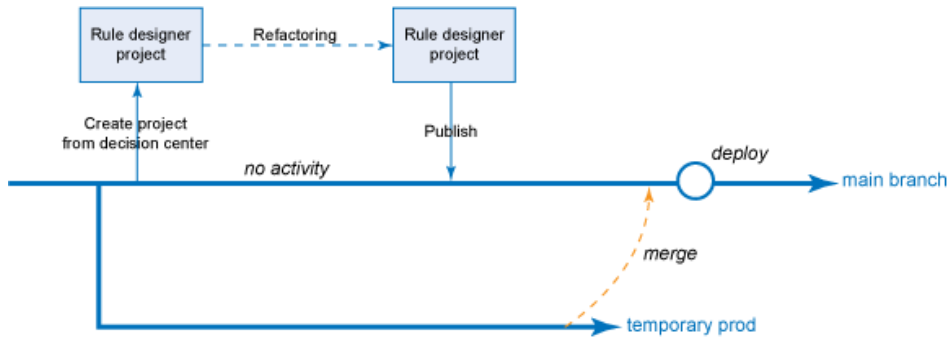 Rule designer
project
Refactoring
Rule designer
project
Create project
from decision center
Publish
no activity
deploy
main branch
merge
temporary prod